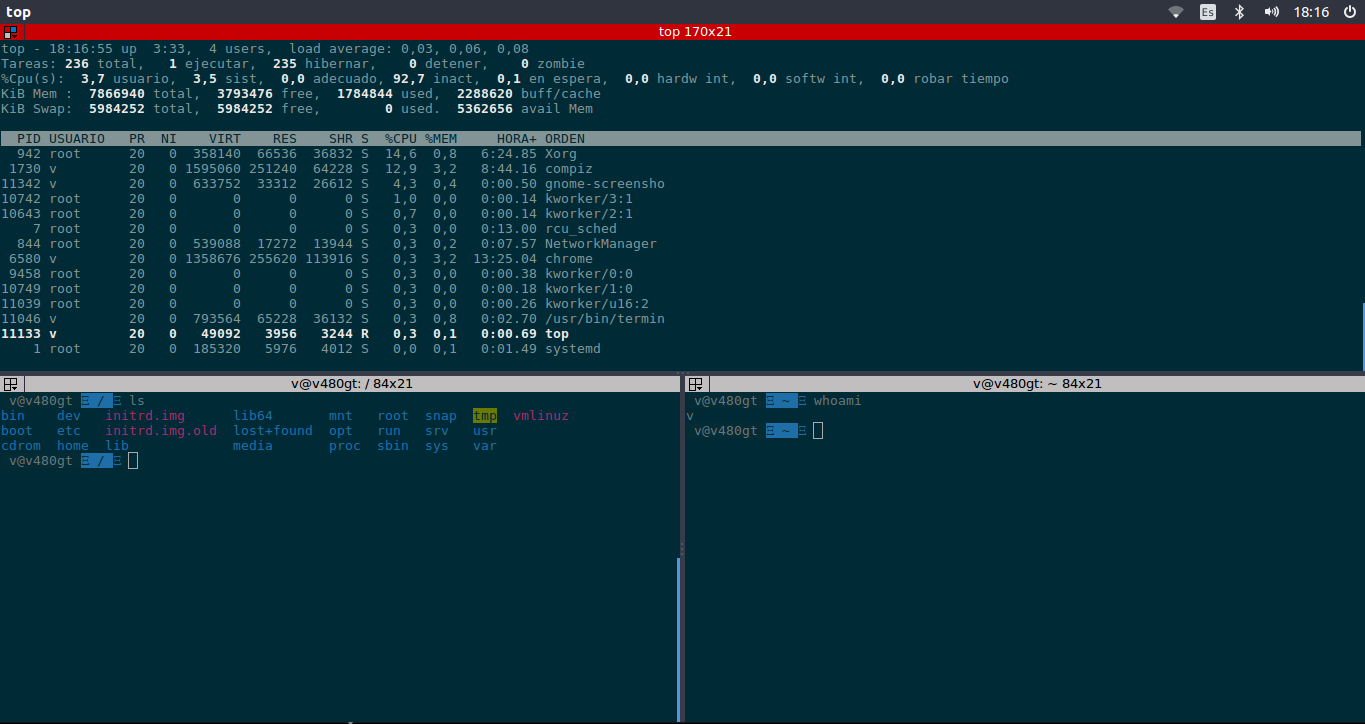 top
Es
18:16
top 170x21
top - 18:16:55 up  3:33,  4 users,  load average: 0,03, 0,06, 0,08
Tareas: 236 total,   1 ejecutar,  235 hibernar,    0 detener,    0 zombie
%Cpu(s):  3,7 usuario,  3,5 sist,  0,0 adecuado, 92,7 inact,  0,1 en espera,  0,0 hardw int,  0,0 softw int,  0,0 robar tiempo
KiB Mem :  7866940 total,  3793476 free,  1784844 used,  2288620 buff/cache
KiB Swap:  5984252 total,  5984252 free,        0 used.  5362656 avail Mem
PID USUARIO   PR  NI    VIRT    RES    SHR S  %CPU %MEM     HORA+ ORDEN
942 root      20   0  358140  66536  36832 S  14,6  0,8   6:24.85 Xorg
1730 v         20   0 1595060 251240  64228 S  12,9  3,2   8:44.16 compiz
11342 v         20   0  633752  33312  26612 S   4,3  0,4   0:00.50 gnome-screensho
10742 root      20   0       0      0      0 S   1,0  0,0   0:00.14 kworker/3:1
10643 root      20   0       0      0      0 S   0,7  0,0   0:00.14 kworker/2:1
7 root      20   0       0      0      0 S   0,3  0,0   0:13.00 rcu_sched
844 root      20   0  539088  17272  13944 S   0,3  0,2   0:07.57 NetworkManager
6580 v         20   0 1358676 255620 113916 S   0,3  3,2  13:25.04 chrome
9458 root      20   0       0      0      0 S   0,3  0,0   0:00.38 kworker/0:0
10749 root      20   0       0      0      0 S   0,3  0,0   0:00.18 kworker/1:0
11039 root      20   0       0      0      0 S   0,3  0,0   0:00.26 kworker/u16:2
11046 v         20   0  793564  65228  36132 S   0,3  0,8   0:02.70 /usr/bin/termin
11133 v         20   0   49092   3956   3244 R   0,3  0,1   0:00.69 top
1 root      20   0  185320   5976   4012 S   0,0  0,1   0:01.49 systemd
v@v480gt: / 84x21
v@v480gt Ξ / Ξ ls
bin    dev   initrd.img      lib64       mnt   root  snap  tmp  vmlinuz
boot   etc   initrd.img.old  lost+found  opt   run   srv   usr
cdrom  home  lib             media       proc  sbin  sys   var
v@v480gt Ξ / Ξ
v@v480gt: ~ 84x21
v@v480gt Ξ ~ Ξ whoami
v
v@v480gt Ξ ~ Ξ